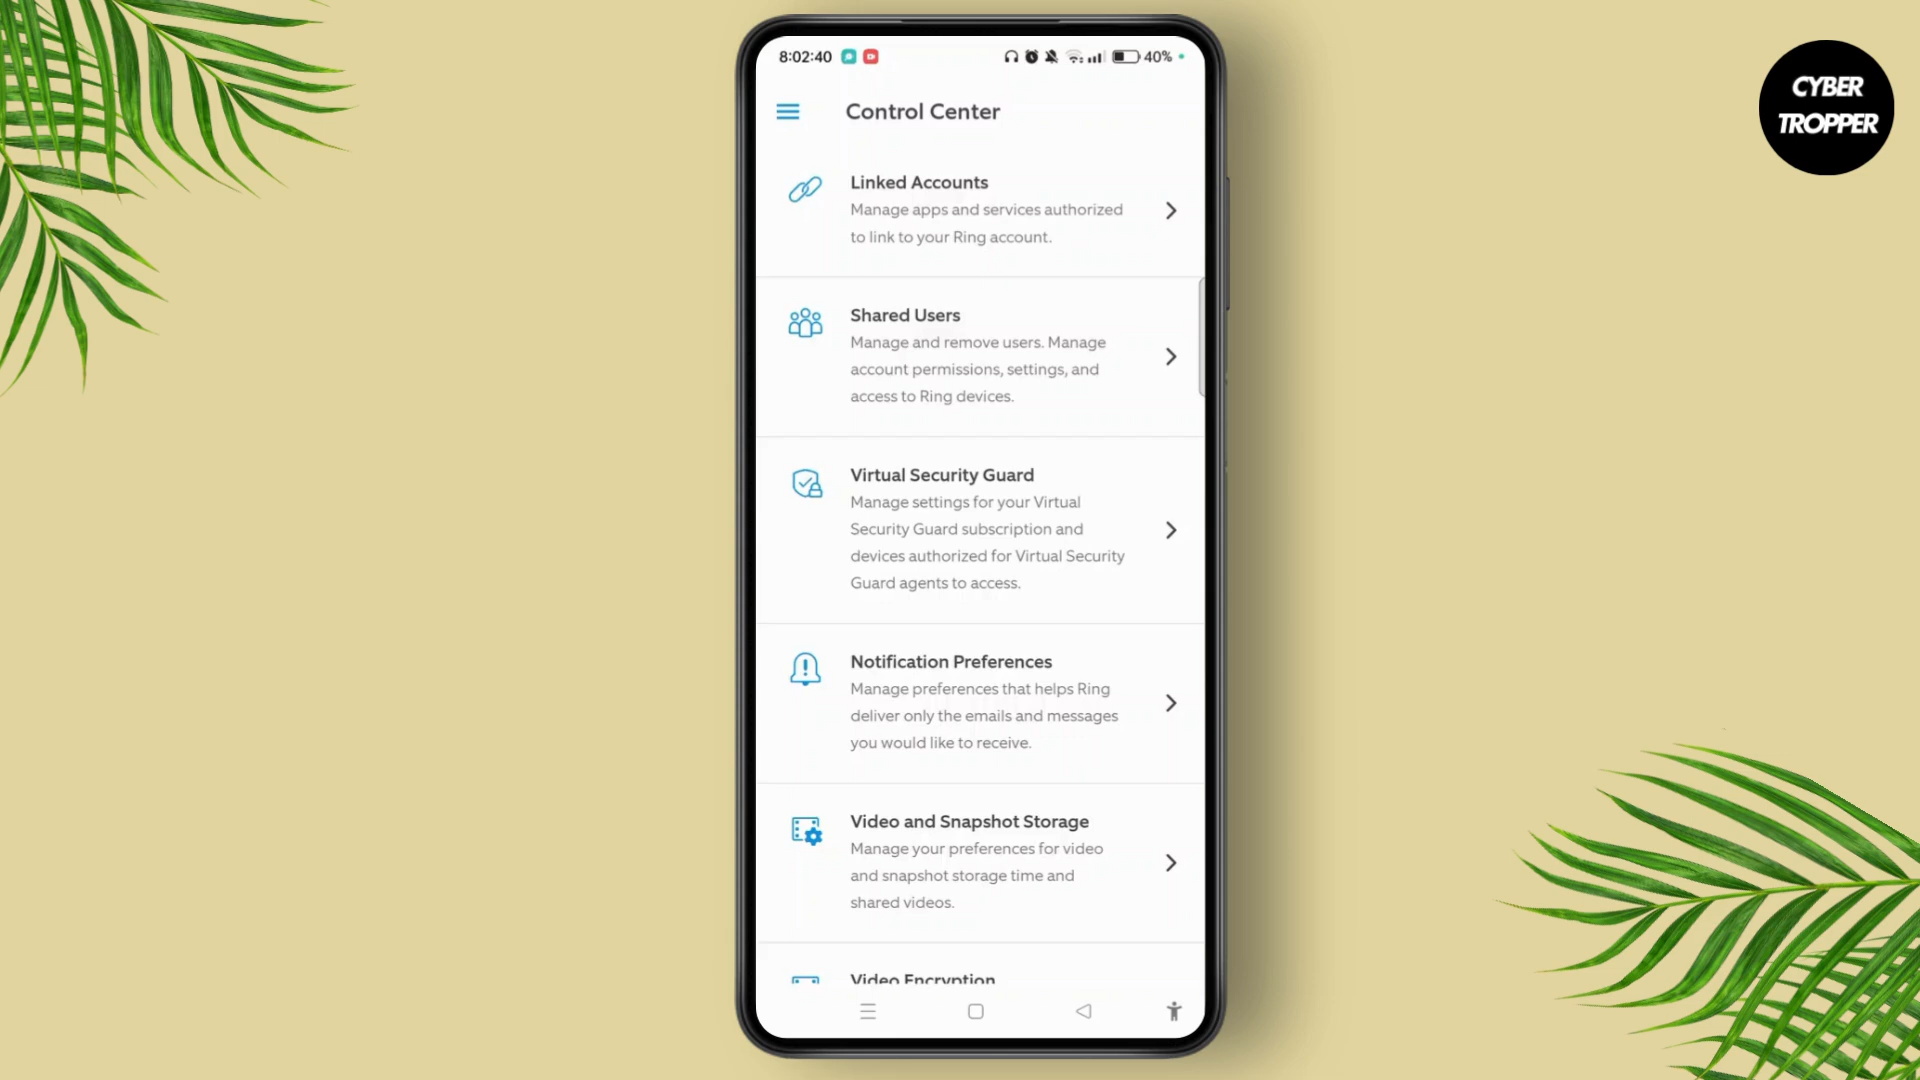 8:02:40
40%
CYBER
TROPPER
Control Center
Linked Accounts
Manage apps and services authorized
to link to your Ring account.
Shared Users
Manage and remove users. Manage
account permissions, settings, and
access to Ring devices.
Virtual Security Guard
Manage settings for your Virtual
Security Guard subscription and
devices authorized for Virtual Security
Guard agents to access.
Notification Preferences
Manage preferences that helps Ring
deliver only the emails and messages
you would like to receive.
Video and Snapshot Storage
Manage your preferences for video
and snapshot storage time and
shared videos.
Video Encryption